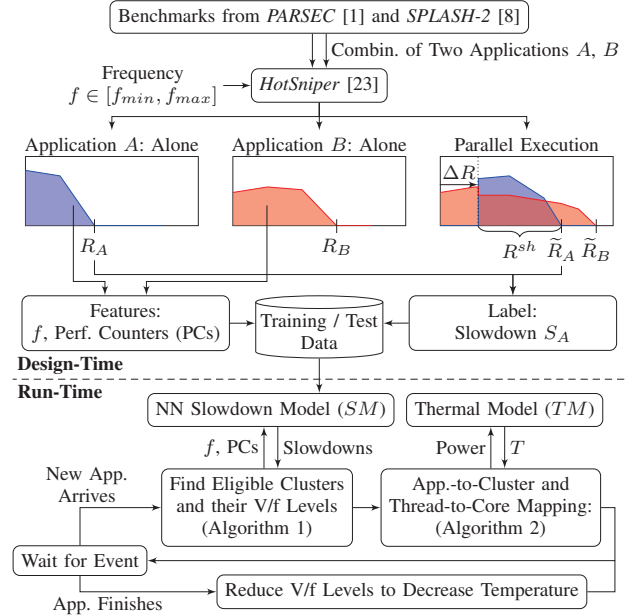 Benchmarks from PARSEC [1] and SPLASH-2 [8]
Combin. of Two Applications A, B
Frequency
f ∈ [f_min, f_max]
HotSniper [23]
Application A: Alone
Application B: Alone
Parallel Execution
ΔR
R_A
R_B
R^sh
R̃_A
R̃_B
Features:
f, Perf. Counters (PCs)
Training / Test
Data
Label:
Slowdown S_A
Design-Time
Run-Time
NN Slowdown Model (SM)
Thermal Model (TM)
f, PCs
Slowdowns
Power
T
New App.
Arrives
Find Eligible Clusters
and their V/f Levels
(Algorithm 1)
App.-to-Cluster and
Thread-to-Core Mapping:
(Algorithm 2)
Wait for Event
App. Finishes
Reduce V/f Levels to Decrease Temperature